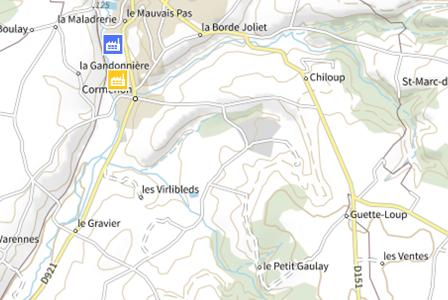 125
le Mauvais Pas
la Maladrerie
la Borde Joliet
Boulay
la Gandonnière
Chiloup
St-Marc-d
Cormenon
les Virlibleds
le Gravier
Guette-Loup
Varennes
les Ventes
le Petit Gaulay
D921
D151